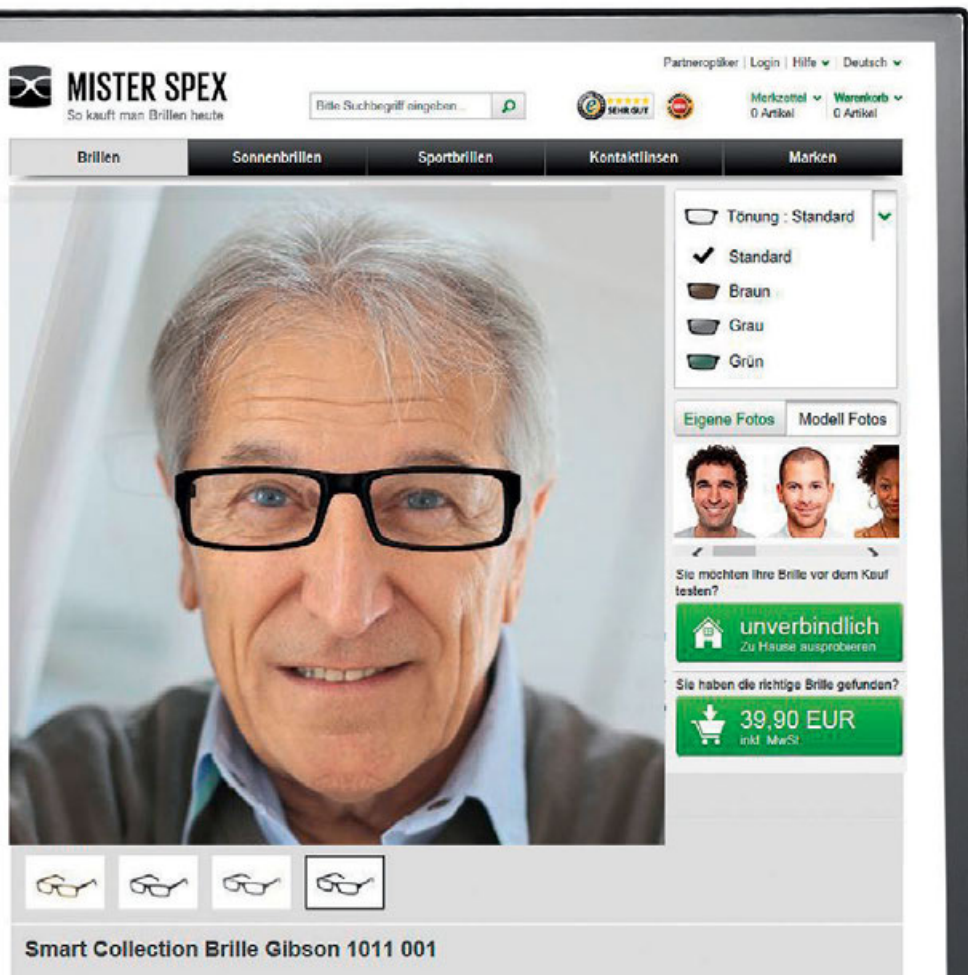 MISTER SPEX
So kauft man Brillen heute
Bitte Suchbegriff eingeben...
SEHR GUT
Partneroptiker | Login | Hilfe | Deutsch
Merkzettel
0 Artikel
Warenkorb
0 Artikel
Brillen
Sonnenbrillen
Sportbrillen
Kontaktlinsen
Marken
Tönung : Standard
Standard
Braun
Grau
Grün
Eigene Fotos
Modell Fotos
Sie möchten Ihre Brille vor dem Kauf
testen?
unverbindlich
Zu Hause ausprobieren
Sie haben die richtige Brille gefunden?
39,90 EUR
inkl. MwSt.
Smart Collection Brille Gibson 1011 001